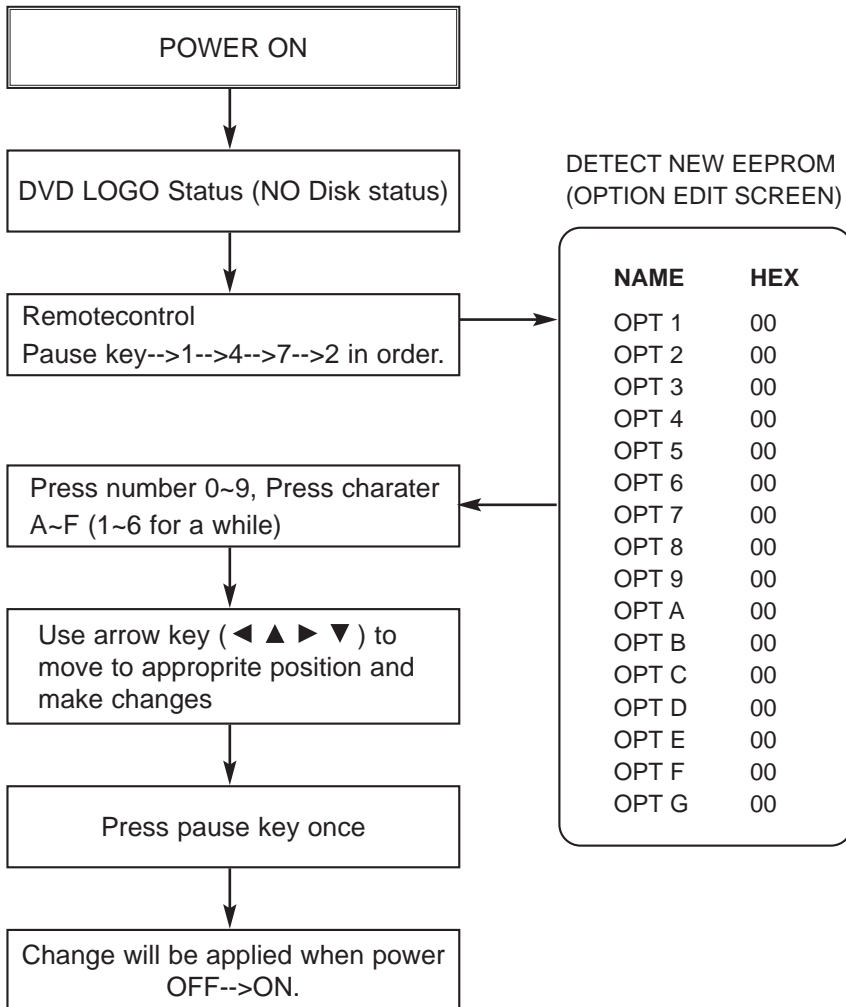 POWER ON
DVD LOGO Status (NO Disk status)
Remotecontrol
Pause key-->1-->4-->7-->2 in order.
DETECT NEW EEPROM
(OPTION EDIT SCREEN)
NAME HEX
OPT 1 00
OPT 2 00
OPT 3 00
OPT 4 00
OPT 5 00
OPT 6 00
OPT 7 00
OPT 8 00
OPT 9 00
OPT A 00
OPT B 00
OPT C 00
OPT D 00
OPT E 00
OPT F 00
OPT G 00
Press number 0~9, Press charater
A~F (1~6 for a while)
Use arrow key (◀ ▲ ▶ ▼) to
move to approprite position and
make changes
Press pause key once
Change will be applied when power
OFF-->ON.